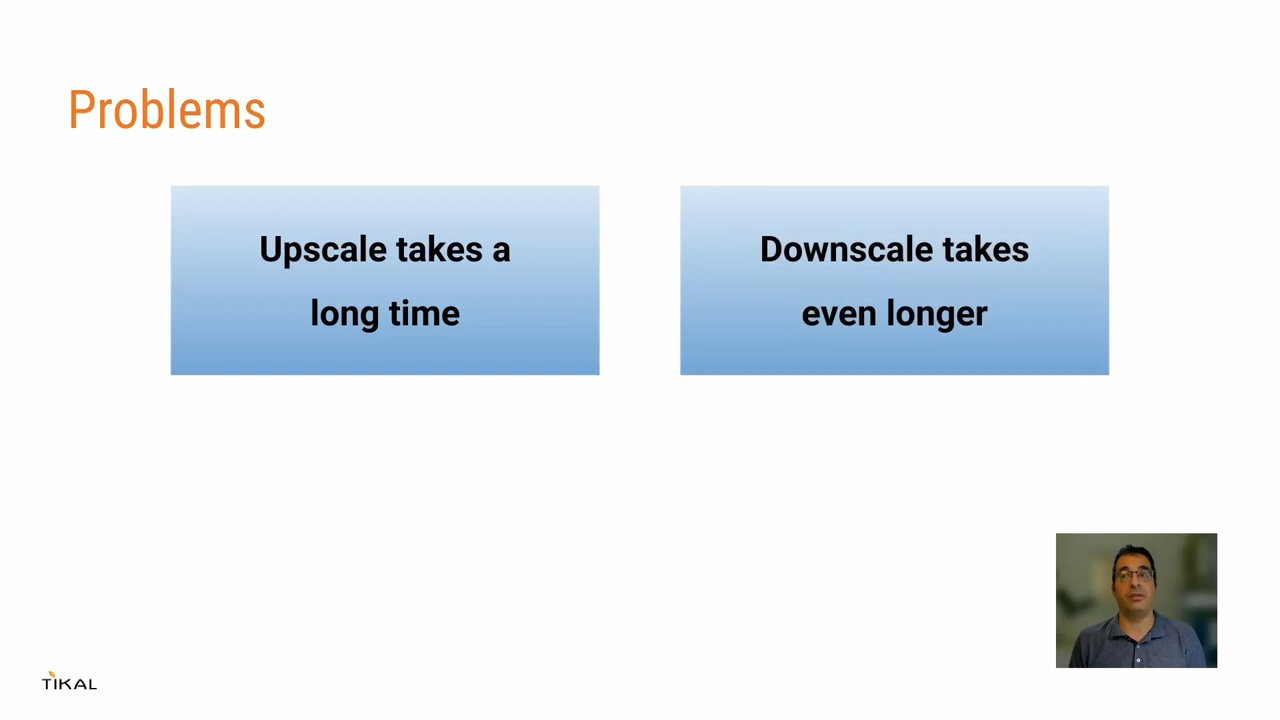 Problems
Upscale takes a
long time
Downscale takes
even longer
TIKAL